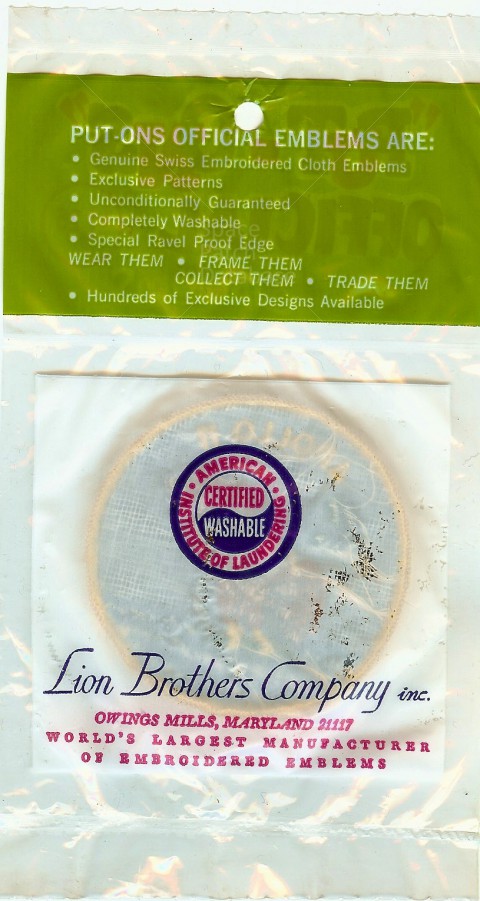 PUT-ONS OFFICIAL EMBLEMS ARE:
• Genuine Swiss Embroidered Cloth Emblems
• Exclusive Patterns
• Unconditionally Guaranteed
• Completely Washable
• Special Ravel Proof Edge
WEAR THEM • FRAME THEM
COLLECT THEM • TRADE THEM
• Hundreds of Exclusive Designs Available
• AMERICAN •
INSTITUTE OF LAUNDERING
CERTIFIED
WASHABLE
Lion Brothers Company inc.
OWINGS MILLS, MARYLAND 21117
WORLD'S LARGEST MANUFACTURER
OF EMBROIDERED EMBLEMS